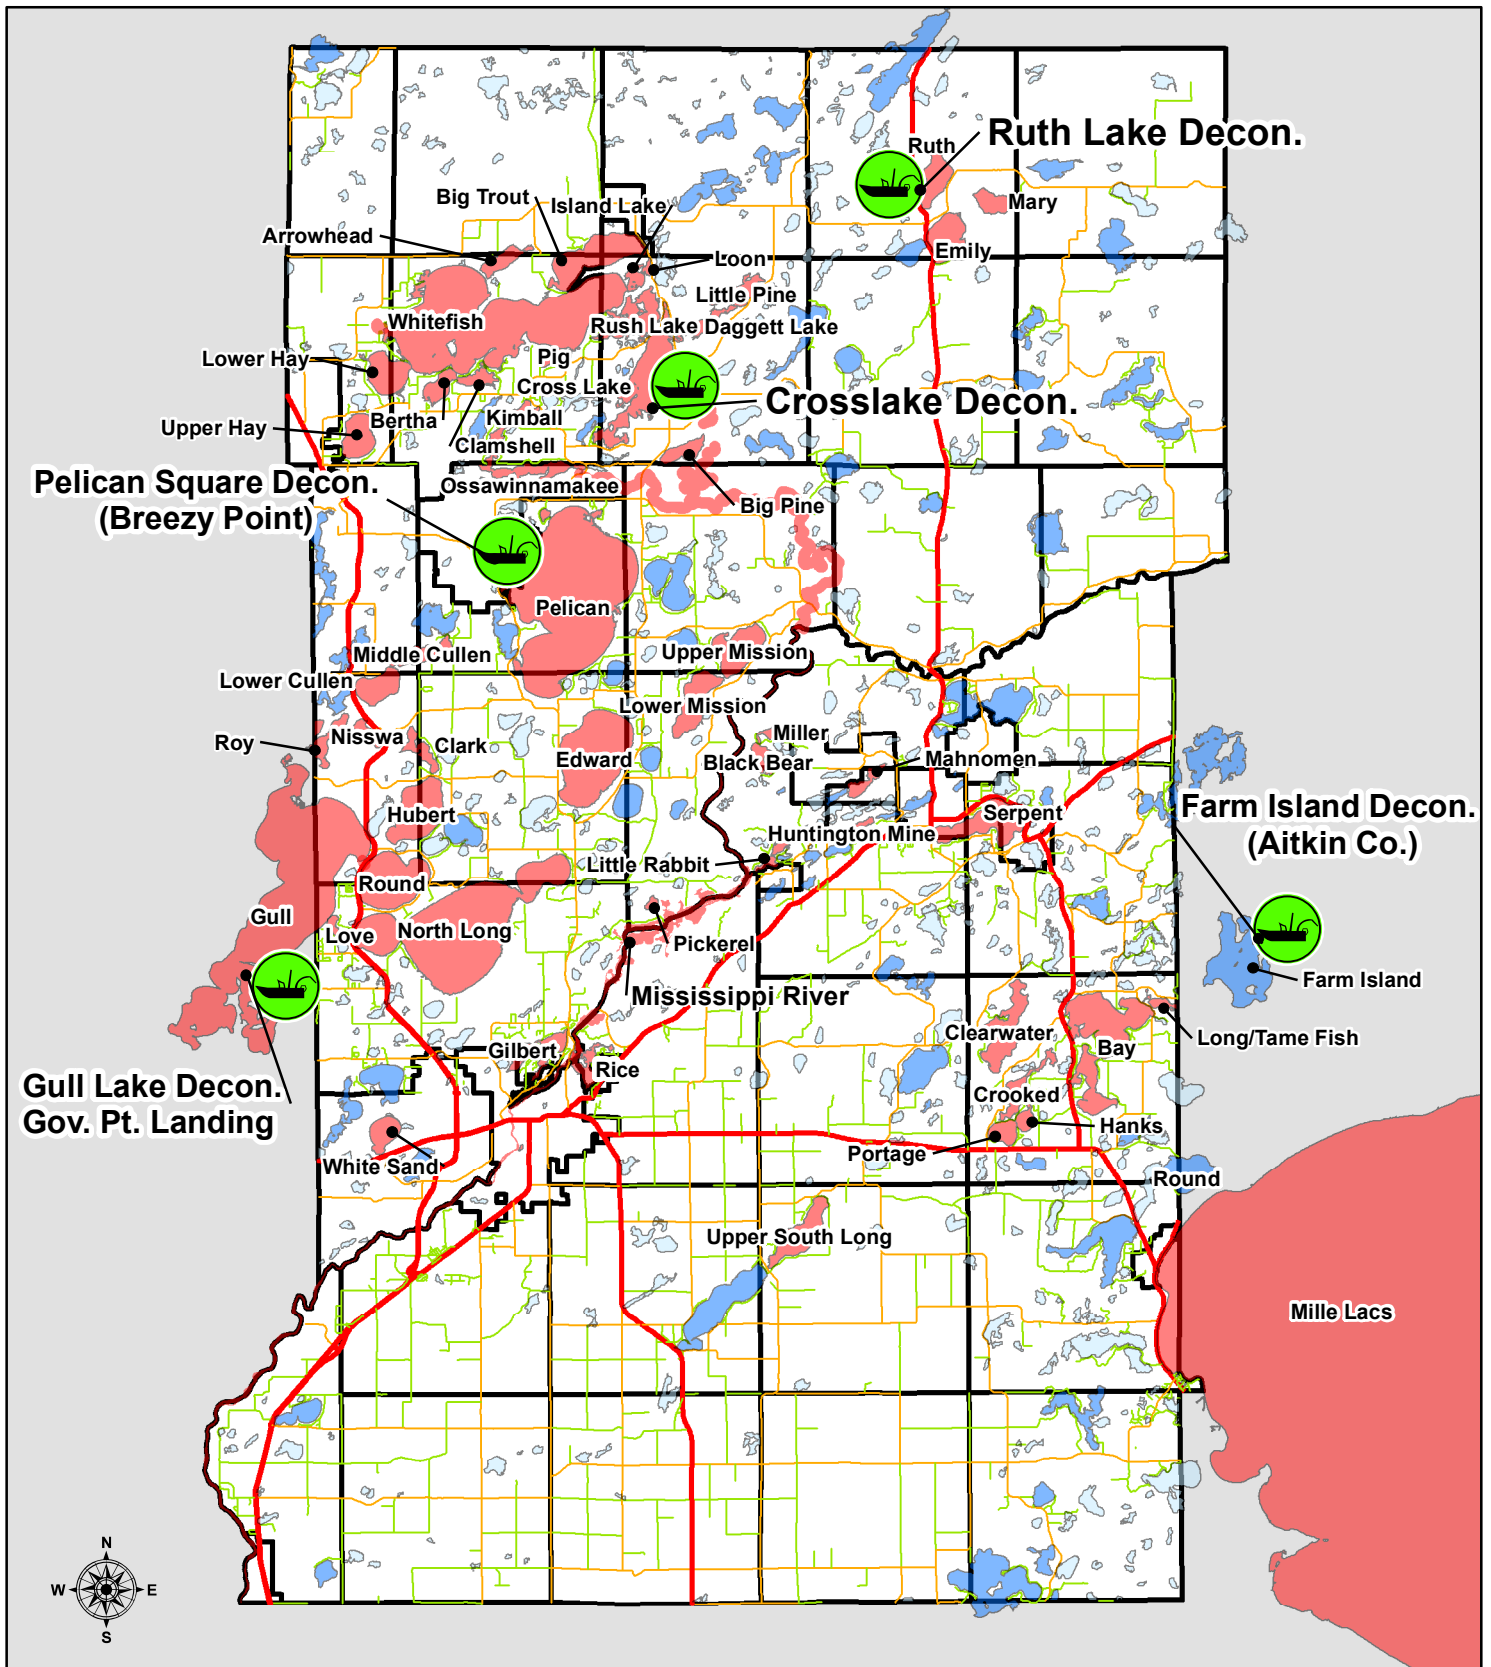 Ruth
Ruth Lake Decon.
Big Trout
Island Lake
Mary
Arrowhead
Emily
Loon
Little Pine
Whitefish
Rush Lake
Daggett Lake
Lower Hay
Pig
Cross Lake
Crosslake Decon.
Bertha
Kimball
Upper Hay
Clamshell
Pelican Square Decon.
(Breezy Point)
Ossawinnamakee
Big Pine
Pelican
Middle Cullen
Upper Mission
Lower Cullen
Lower Mission
Roy
Nisswa
Clark
Miller
Edward
Black Bear
Mahnomen
Farm Island Decon.
(Aitkin Co.)
Hubert
Serpent
Huntington Mine
Little Rabbit
Round
Gull
Love
North Long
Pickerel
Farm Island
Mississippi River
Clearwater
Long/Tame Fish
Bay
Gilbert
Rice
Gull Lake Decon.
Gov. Pt. Landing
Crooked
Hanks
Portage
White Sand
Round
Upper South Long
Mille Lacs
N
W
E
S